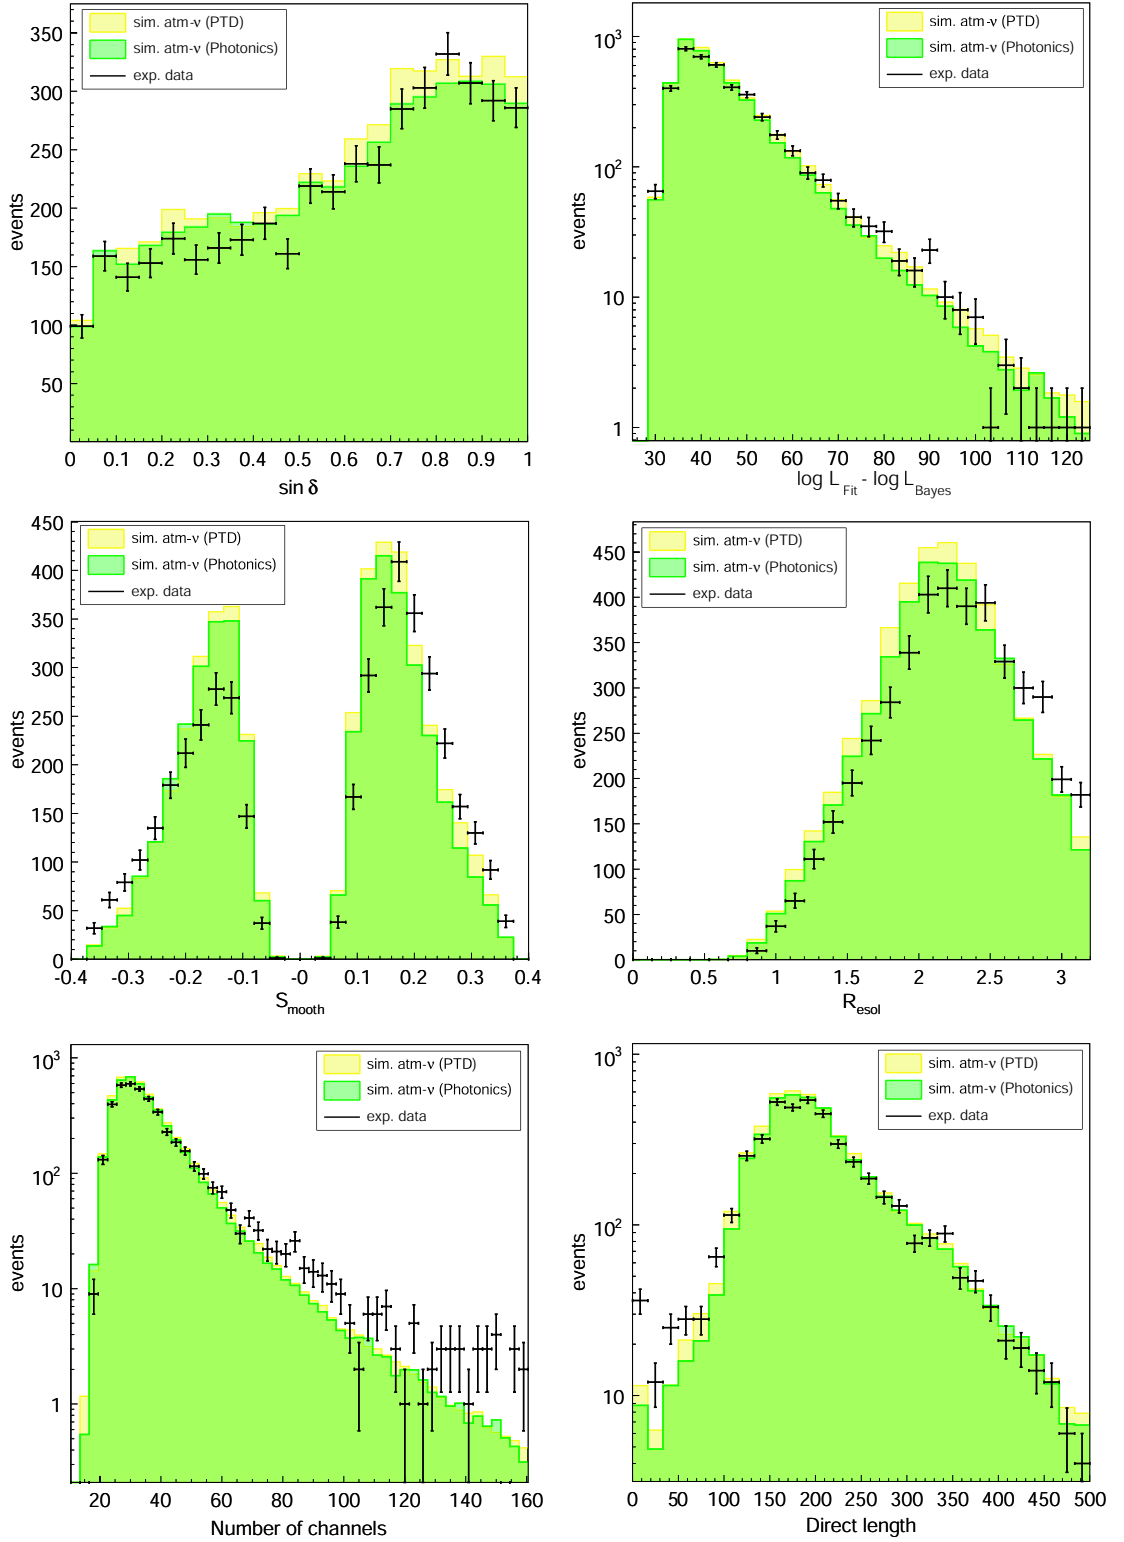 sim. atm-ν (PTD)
sim. atm-ν (Photonics)
exp. data
350
300
250
200
150
100
50
events
0 0.1 0.2 0.3 0.4 0.5 0.6 0.7 0.8 0.9 1
sin δ
sim. atm-ν (PTD)
sim. atm-ν (Photonics)
exp. data
10³
10²
10
1
events
30 40 50 60 70 80 90 100 110 120
log L Fit - log L Bayes
sim. atm-ν (PTD)
sim. atm-ν (Photonics)
exp. data
450
400
350
300
250
200
150
100
50
0
events
-0.4 -0.3 -0.2 -0.1 -0 0.1 0.2 0.3 0.4
S mooth
sim. atm-ν (PTD)
sim. atm-ν (Photonics)
exp. data
450
400
350
300
250
200
150
100
50
0
events
0 0.5 1 1.5 2 2.5 3
R esol
sim. atm-ν (PTD)
sim. atm-ν (Photonics)
exp. data
10³
10²
10
1
events
20 40 60 80 100 120 140 160
Number of channels
sim. atm-ν (PTD)
sim. atm-ν (Photonics)
exp. data
10³
10²
10
events
0 50 100 150 200 250 300 350 400 450 500
Direct length